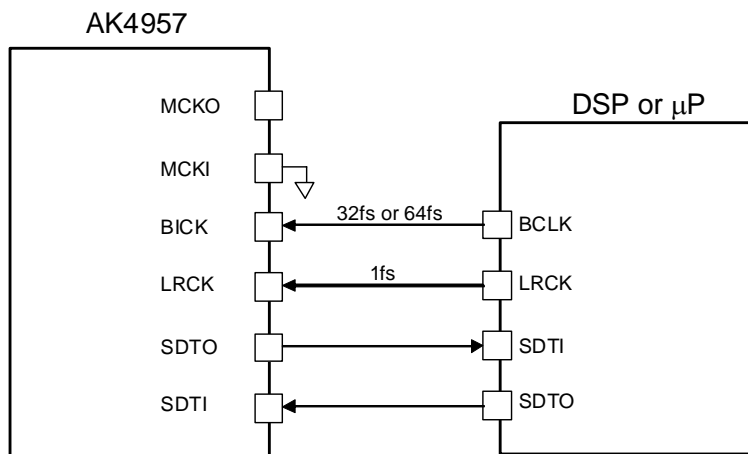 AK4957
DSP or μP
MCKO
MCKI
BICK
32fs or 64fs
BCLK
LRCK
1fs
LRCK
SDTO
SDTI
SDTI
SDTO